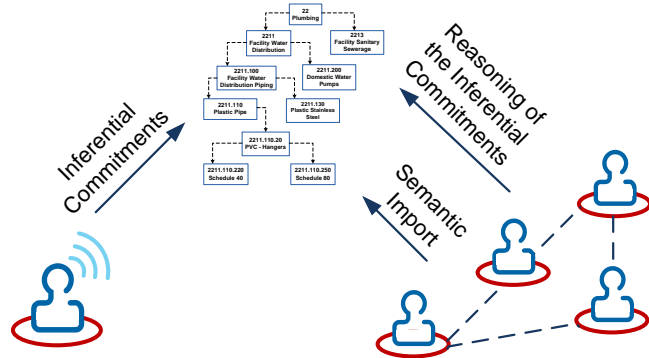 22
Plumbing
2211
Facility Water
Distribution
2213
Facility Sanitary
Sewerage
2211.100
Facility Water
Distribution Piping
2211.200
Domestic Water
Pumps
2211.110
Plastic Pipe
2211.130
Plastic Stainless
Steel
2211.110.20
PVC - Hangers
2211.110.220
Schedule 40
2211.110.250
Schedule 80
Inferential
Commitments
Reasoning of
the Inferential
Commitments
Semantic
Import